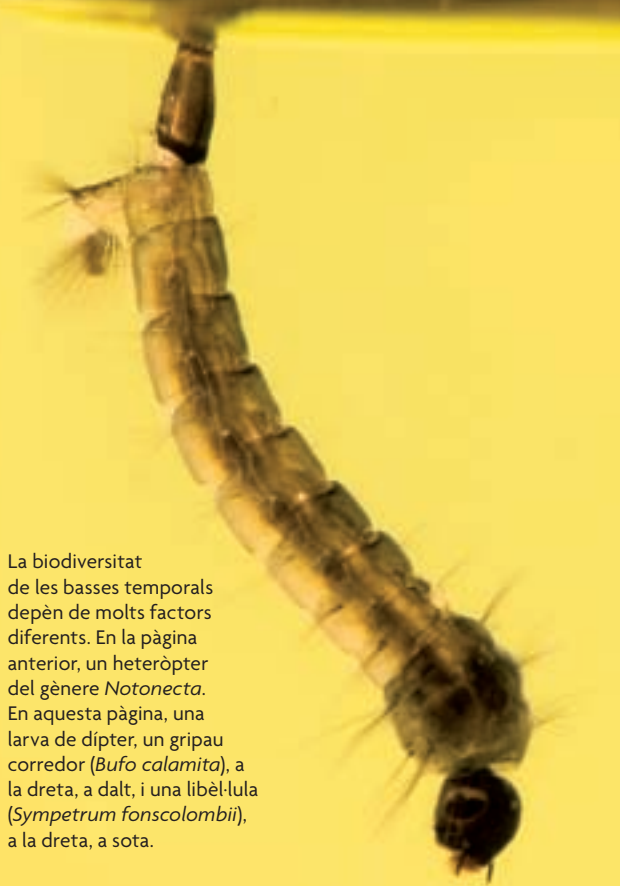 La biodiversitat
de les basses temporals
depèn de molts factors
diferents. En la pàgina
anterior, un heteròpter
del gènere Notonecta.
En aquesta pàgina, una
larva de dípter, un gripau
corredor (Bufo calamita), a
la dreta, a dalt, i una libèl·lula
(Sympetrum fonscolombii),
a la dreta, a sota.